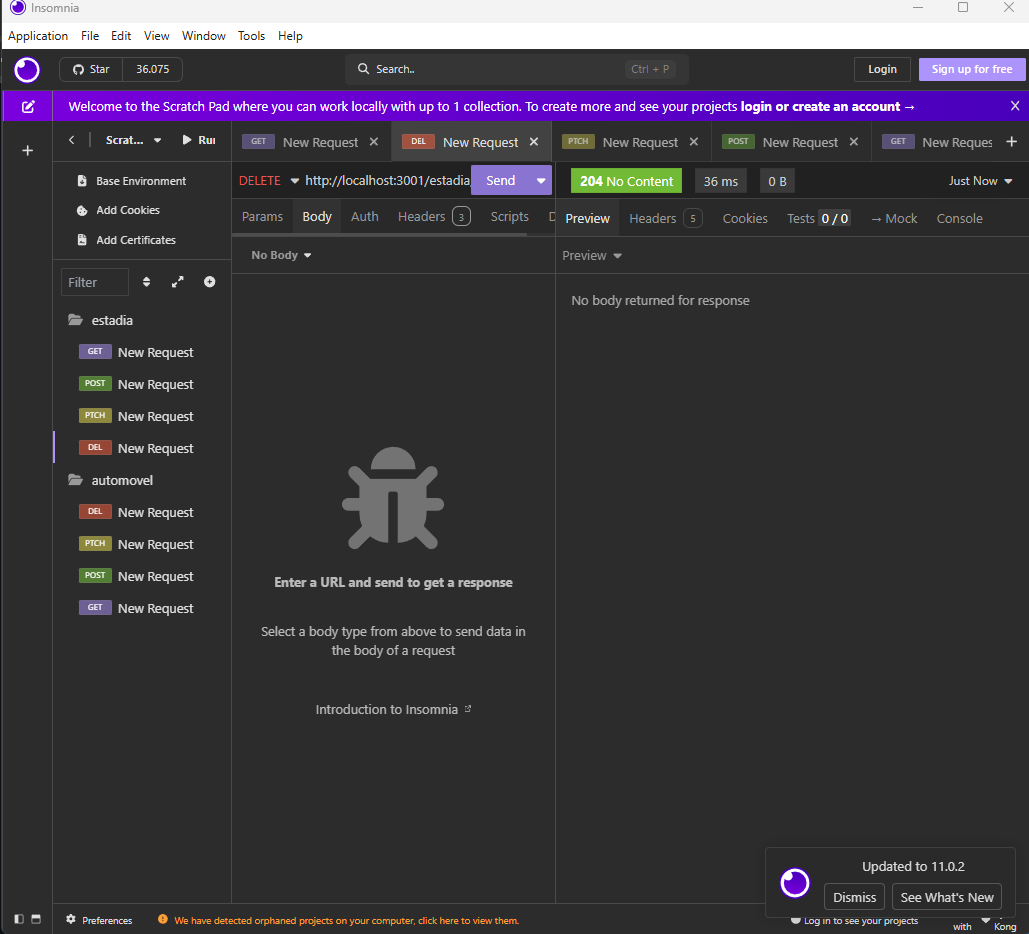 Insomnia
Application File Edit View Window Tools Help
Star 36.075 Search.. Ctrl + P Login Sign up for free
Welcome to the Scratch Pad where you can work locally with up to 1 collection. To create more and see your projects login or create an account →
Scrat... Run GET New Request DEL New Request PTCH New Request POST New Request GET New Reques
Base Environment
Add Cookies
Add Certificates
Filter
estadia
GET New Request
POST New Request
PTCH New Request
DEL New Request
automovel
DEL New Request
PTCH New Request
POST New Request
GET New Request
DELETE http://localhost:3001/estadia Send
Params Body Auth Headers 3 Scripts D
No Body
Enter a URL and send to get a response
Select a body type from above to send data in
the body of a request
Introduction to Insomnia
204 No Content 36 ms 0 B Just Now
Preview Headers 5 Cookies Tests 0 / 0 → Mock Console
Preview
No body returned for response
Updated to 11.0.2
Dismiss See What's New
Preferences We have detected orphaned projects on your computer, click here to view them. Log in to see your projects with Kong